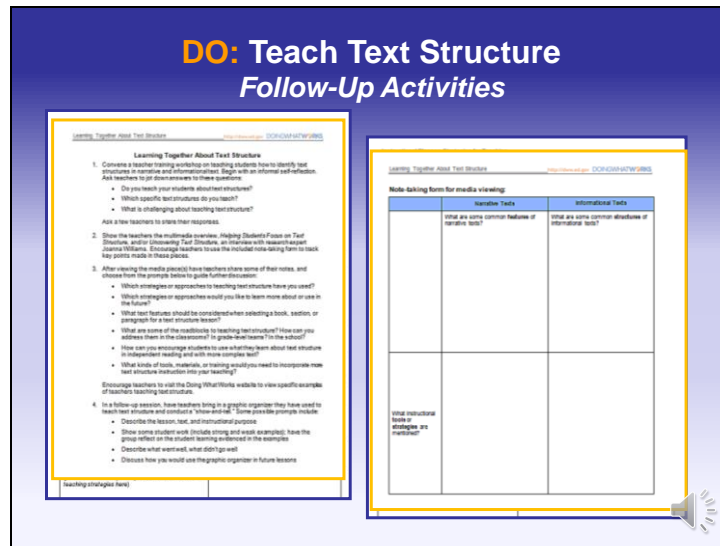 DO: Teach Text Structure
Follow-Up Activities
Learning Together About Text Structure
DOINGWHATWORKS
Learning Together About Text Structure
1. Convene a teacher training workshop on teaching students how to identify text
structures in narrative and informational text. Begin with an informal self-reflection.
Ask teachers to jot down answers to these questions:
• Do you teach your students about text structures?
• Which specific text structures do you teach?
• What is challenging about teaching text structure?
Ask a few teachers to share their responses.
2. Show the teachers the multimedia overview, Helping Students Focus on Text
Structure, and/or Uncovering Text Structure, an interview with research expert
Joanna Williams. Encourage teachers to use the included note-taking form to track
key points made in these pieces.
3. After viewing the media piece(s) have teachers share some of their notes, and
choose from the prompts below to guide further discussion:
• Which strategies or approaches to teaching text structure have you used?
• Which strategies or approaches would you like to learn more about or use in
the future?
• What text features should be considered when selecting a book, section, or
paragraph for a text structure lesson?
• What are some of the roadblocks to teaching text structure? How can you
address them in the classrooms? In grade-level teams? In the school?
• How can you encourage students to use what they learn about text structure
in independent reading and with more complex text?
• What kinds of tools, materials, or training would you need to incorporate more
text structure instruction into your teaching?
Encourage teachers to visit the Doing What Works website to view specific examples
of teachers teaching text structure.
4. In a follow-up session, have teachers bring in a graphic organizer they have used to
teach text structure and conduct a "show-and-tell." Some possible prompts include:
• Describe the lesson, text, and instructional purpose
• Show some student work (include strong and weak examples); have the
group reflect on the student learning evidenced in the examples
• Describe what went well, what didn't go well
• Discuss how you would use the graphic organizer in future lessons
teaching strategies here)
Learning Together About Text Structure
DOINGWHATWORKS
Note-taking form for media viewing:
Narrative Texts
Informational Texts
What are some common features of
narrative texts?
What are some common structures of
informational texts?
What instructional
tools or
strategies are
mentioned?